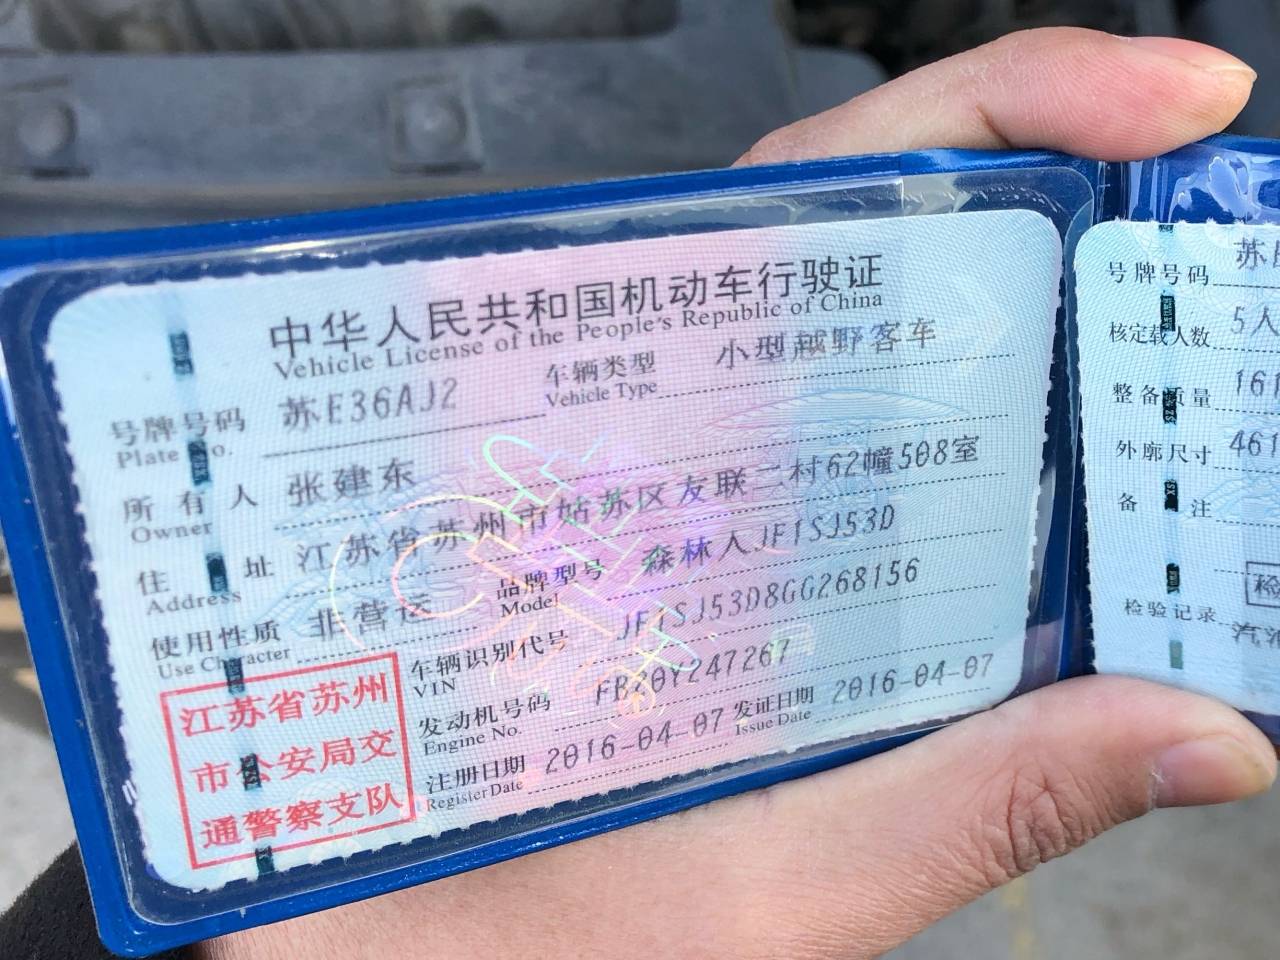 中华人民共和国机动车行驶证
Vehicle License of the People's Republic of China
号牌号码 苏E36AJ2 车辆类型 小型越野客车
Plate No. Vehicle Type
所有人 张建东
Owner
住址 江苏省苏州市姑苏区友联二村62幢508室
Address
使用性质 非营运 品牌型号 森林人JF1SJ53D
Use Character Model
车辆识别代号 JF1SJ53D8GG268156
VIN
发动机号码 FB20Y247267
Engine No.
注册日期 2016-04-07 发证日期 2016-04-07
Register Date Issue Date
江苏省苏州
市公安局交
通警察支队
号牌号码 苏
核定载人数 5人
整备质量 161
外廓尺寸 461
备注
检验记录